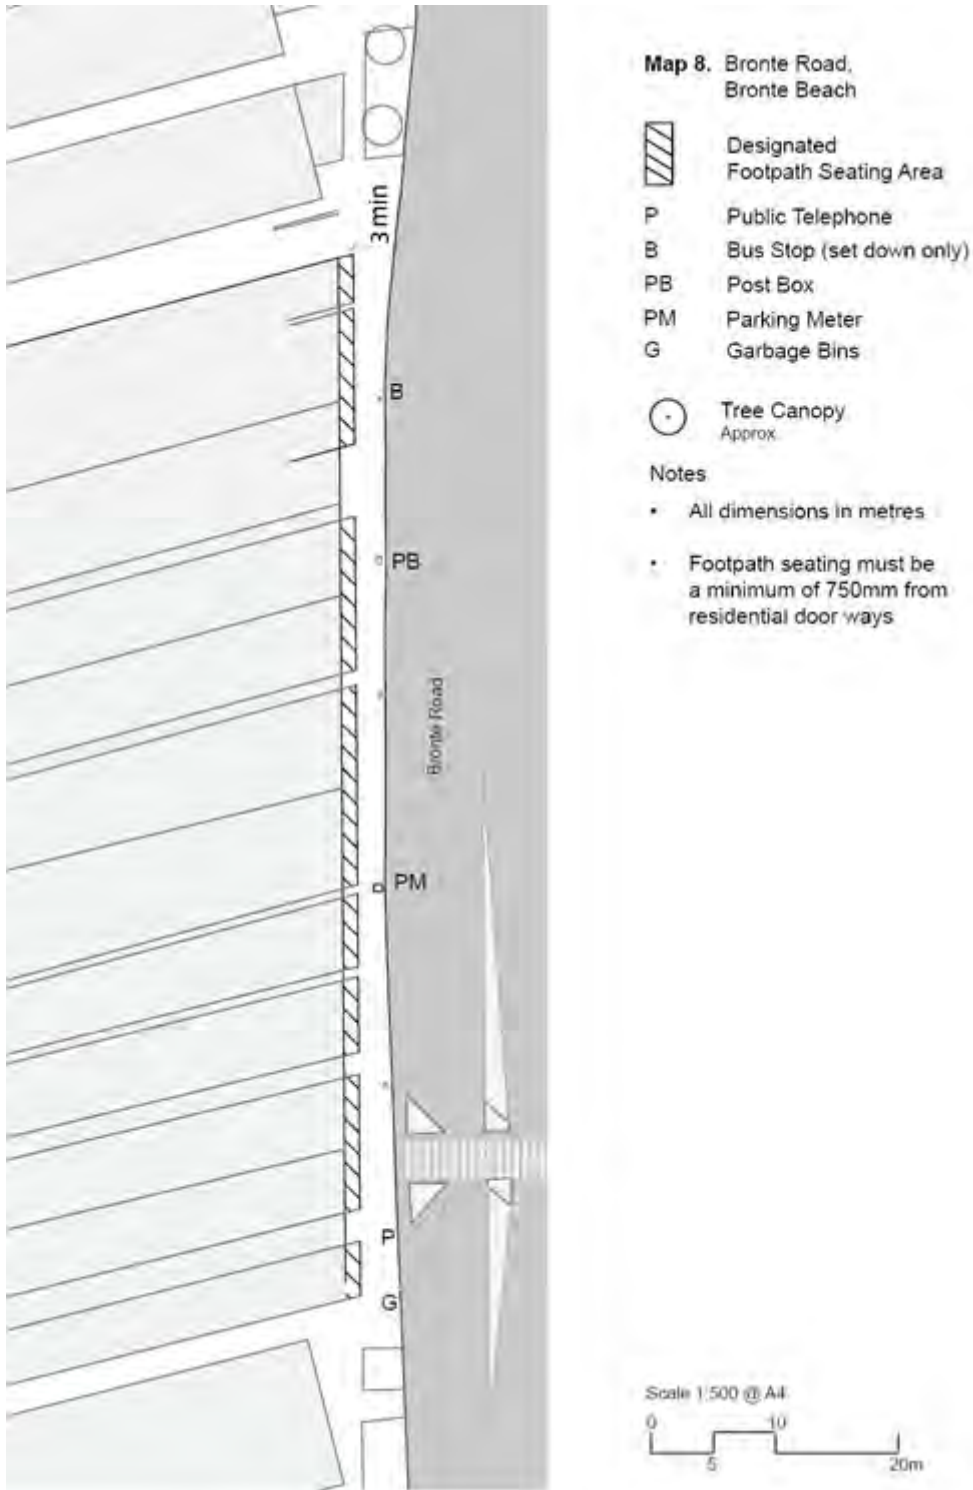 3 min
B
PB
Bronte Road
PM
P
G
Map 8. Bronte Road,
Bronte Beach
Designated
Footpath Seating Area
P Public Telephone
B Bus Stop (set down only)
PB Post Box
PM Parking Meter
G Garbage Bins
Tree Canopy
Approx.
Notes
• All dimensions in metres
• Footpath seating must be
a minimum of 750mm from
residential door ways
Scale 1:500 @ A4
0 10
5 20m